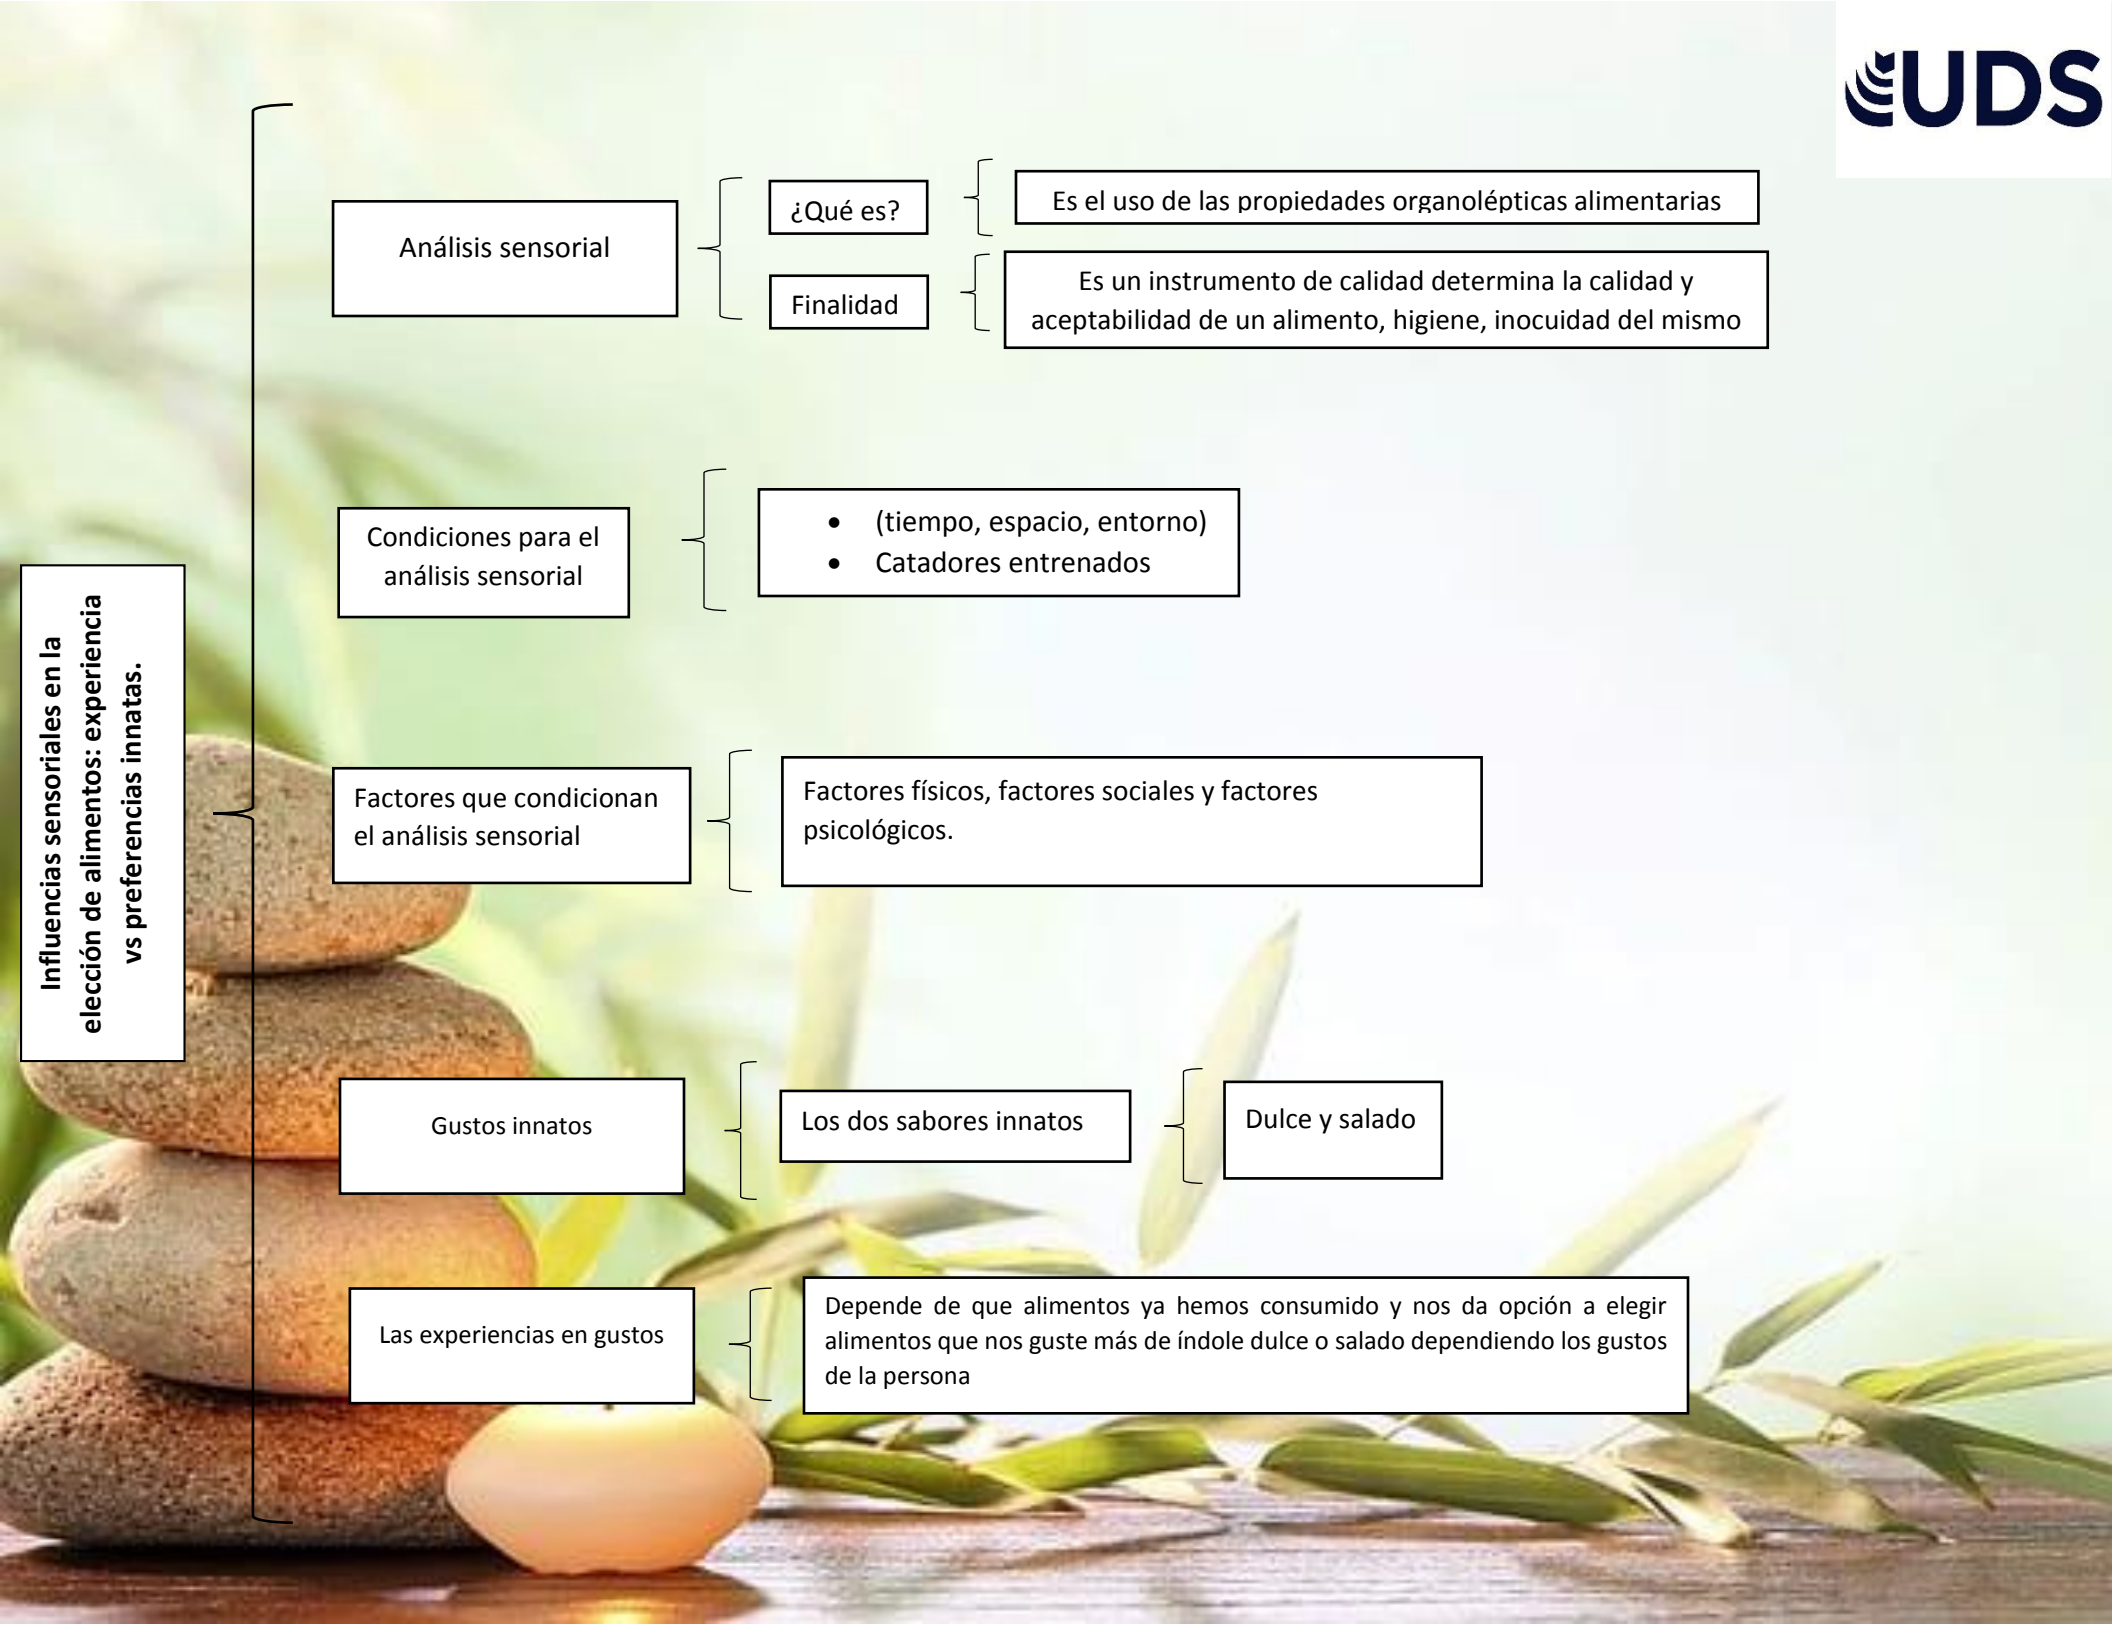 UDS
Influencias sensoriales en la
elección de alimentos: experiencia
vs preferencias innatas.
Análisis sensorial
¿Qué es?
Es el uso de las propiedades organolépticas alimentarias
Finalidad
Es un instrumento de calidad determina la calidad y
aceptabilidad de un alimento, higiene, inocuidad del mismo
Condiciones para el
análisis sensorial
• (tiempo, espacio, entorno)
• Catadores entrenados
Factores que condicionan
el análisis sensorial
Factores físicos, factores sociales y factores
psicológicos.
Gustos innatos
Los dos sabores innatos
Dulce y salado
Las experiencias en gustos
Depende de que alimentos ya hemos consumido y nos da opción a elegir
alimentos que nos guste más de índole dulce o salado dependiendo los gustos
de la persona